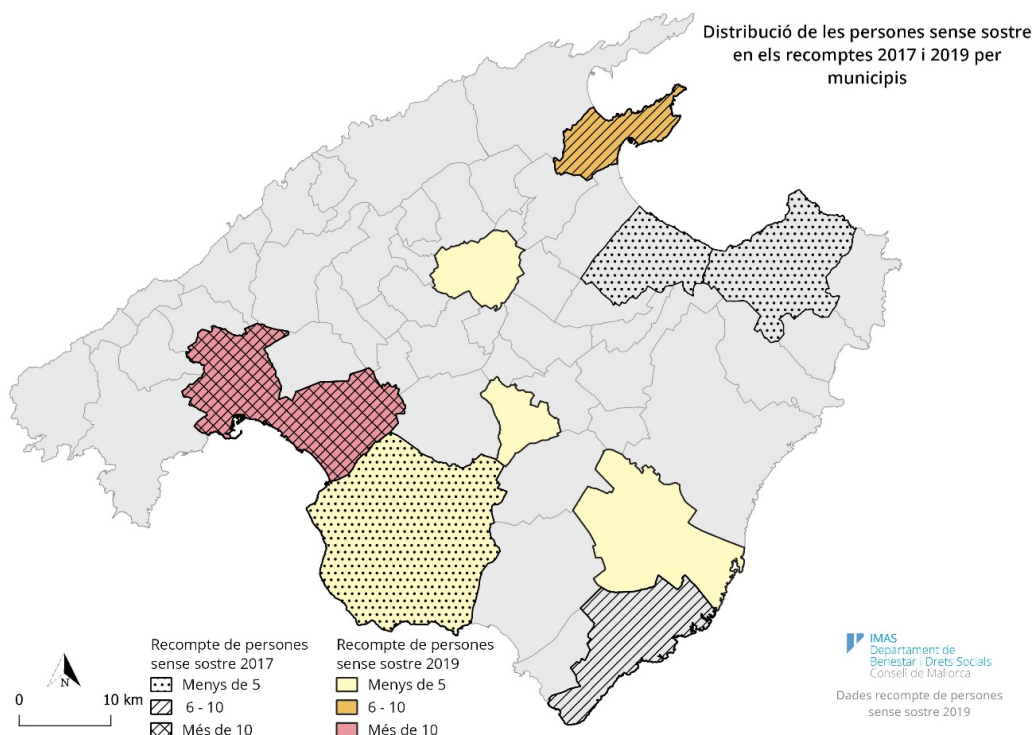 Distribució de les persones sense sostre
en els recomptes 2017 i 2019 per
municipis
Recompte de persones
sense sostre 2017
Menys de 5
6 - 10
Més de 10
Recompte de persones
sense sostre 2019
Menys de 5
6 - 10
Més de 10
N
0 10 km
IMAS
Departament de
Benestar i Drets Socials
Consell de Mallorca
Dades recompte de persones
sense sostre 2019